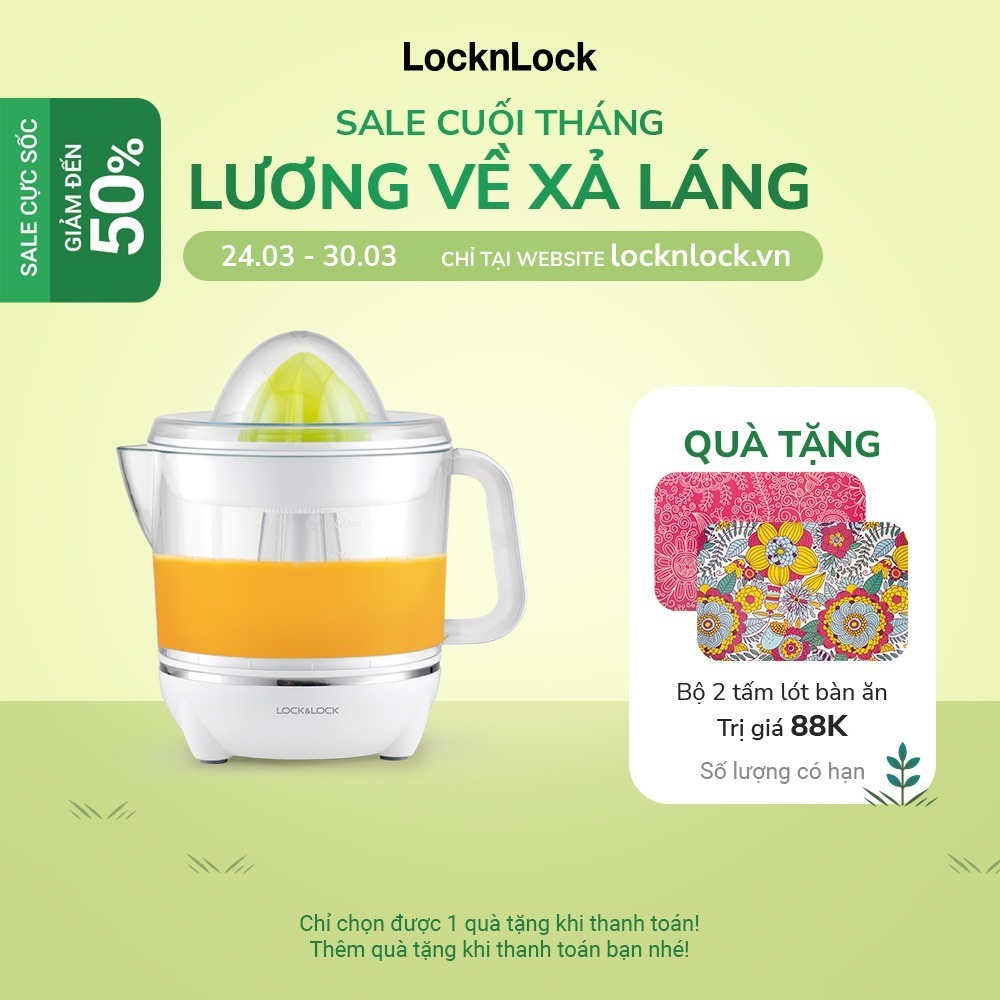 LocknLock
SALE CỰC SỐC
GIẢM ĐẾN
50%
SALE CUỐI THÁNG
LƯƠNG VỀ XẢ LÁNG
24.03 - 30.03 CHỈ TẠI WEBSITE locknlock.vn
QUÀ TẶNG
Bộ 2 tấm lót bàn ăn
Trị giá 88K
Số lượng có hạn
LOCK&LOCK
Chỉ chọn được 1 quà tặng khi thanh toán!
Thêm quà tặng khi thanh toán bạn nhé!